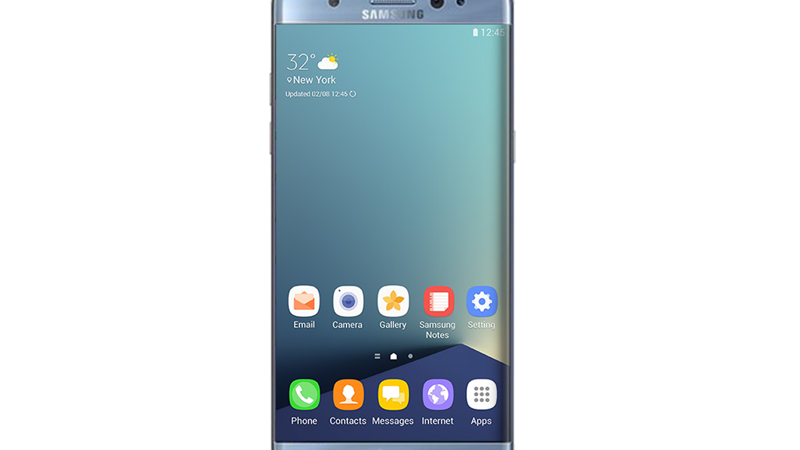 SAMSUNG
12:45
32°
New York
Updated 02/08 12:45
Email Camera Gallery Samsung Notes Setting
Phone Contacts Messages Internet Apps